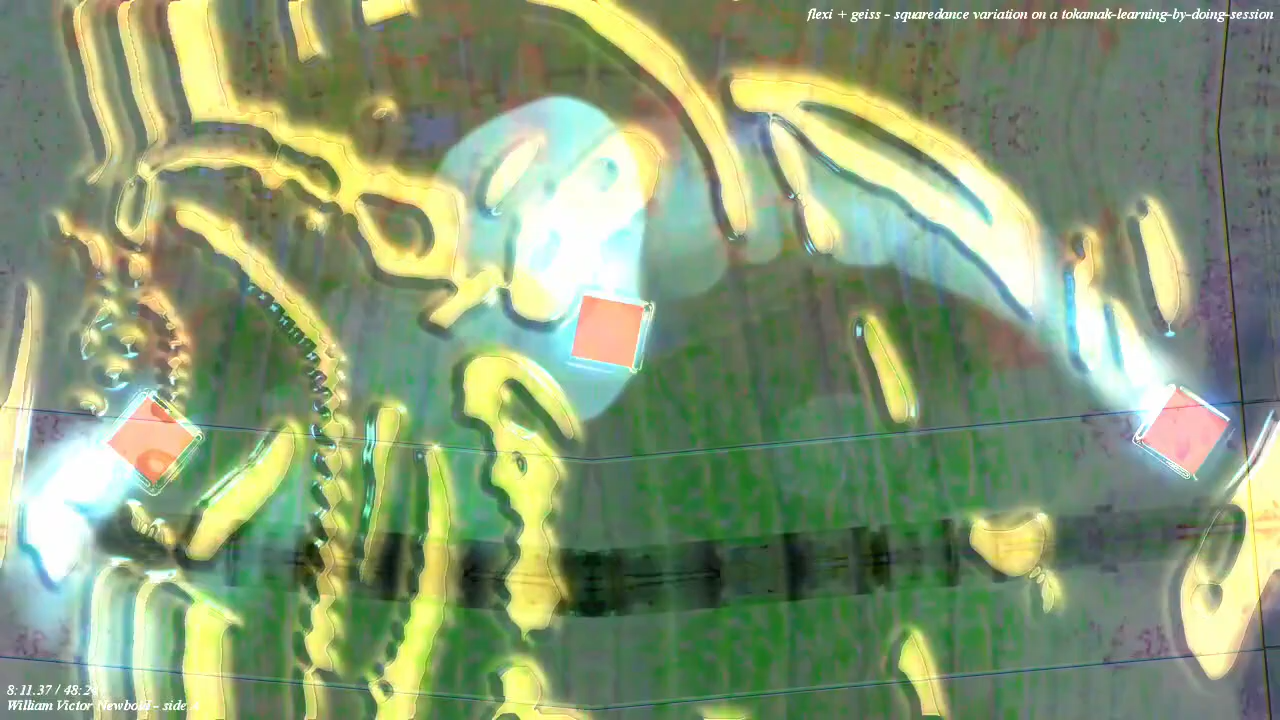 flexi + geiss - squaredance variation on a tokamak-learning-by-doing-session
8:11.37 / 48:2
William Victor Newbold - side